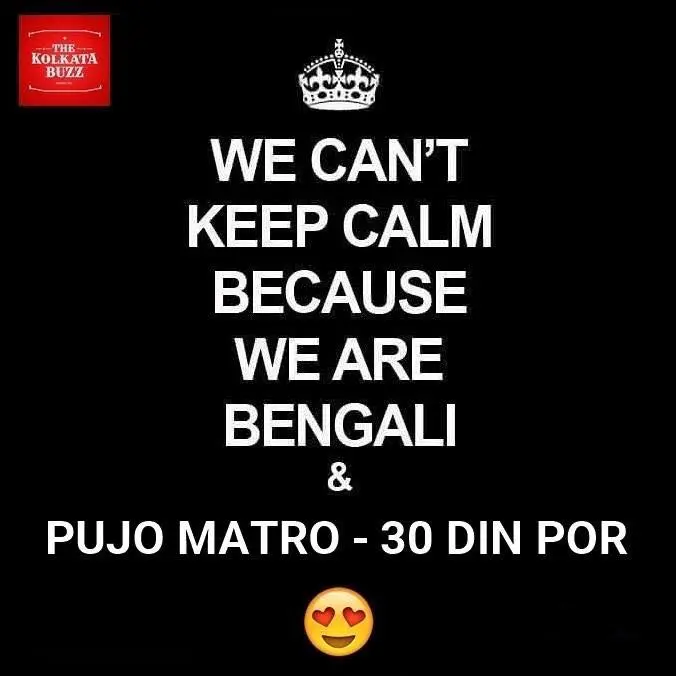 THE
KOLKATA
BUZZ
WE CAN'T
KEEP CALM
BECAUSE
WE ARE
BENGALI
&
PUJO MATRO - 30 DIN POR